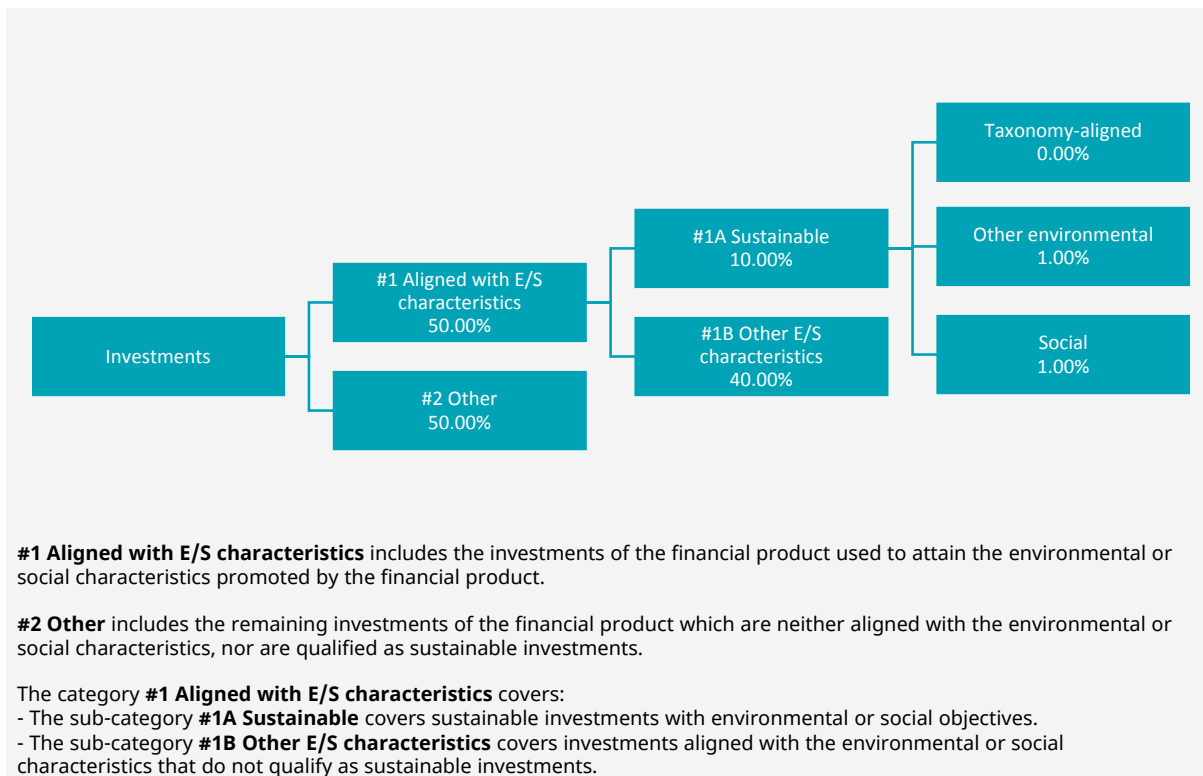 Taxonomy-aligned
0.00%
#1A Sustainable
10.00%
Other environmental
1.00%
#1 Aligned with E/S
characteristics
50.00%
Investments
#1B Other E/S
characteristics
40.00%
Social
1.00%
#2 Other
50.00%
#1 Aligned with E/S characteristics includes the investments of the financial product used to attain the environmental or
social characteristics promoted by the financial product.
#2 Other includes the remaining investments of the financial product which are neither aligned with the environmental or
social characteristics, nor are qualified as sustainable investments.
The category #1 Aligned with E/S characteristics covers:
- The sub-category #1A Sustainable covers sustainable investments with environmental or social objectives.
- The sub-category #1B Other E/S characteristics covers investments aligned with the environmental or social
characteristics that do not qualify as sustainable investments.